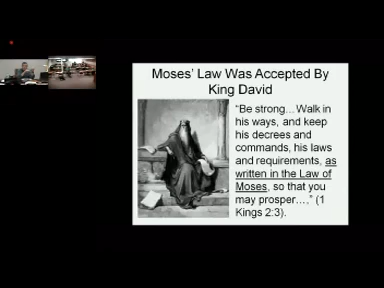 Moses' Law Was Accepted By
King David
"Be strong… Walk in
his ways, and keep
his decrees and
commands, his laws
and requirements, as
written in the Law of
Moses, so that you
may prosper…," (1
Kings 2:3).